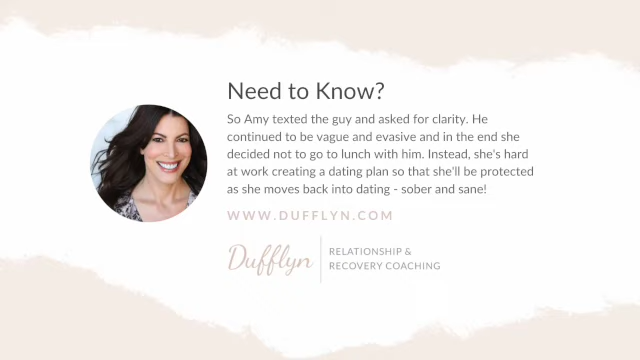 Need to Know?
So Amy texted the guy and asked for clarity. He
continued to be vague and evasive and in the end she
decided not to go to lunch with him. Instead, she's hard
at work creating a dating plan so that she'll be protected
as she moves back into dating - sober and sane!
WWW.DUFFLYN.COM
Dufflyn
RELATIONSHIP &
RECOVERY COACHING